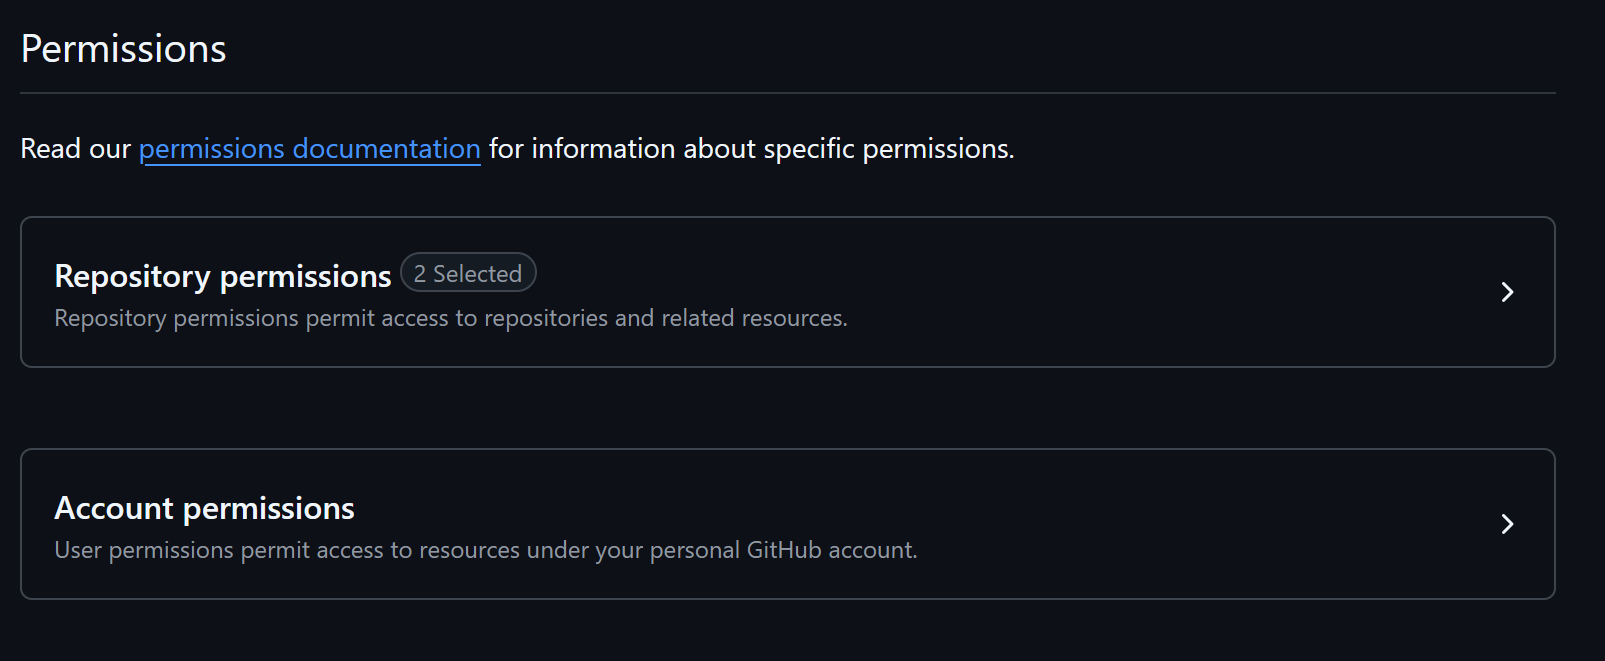 Permissions
Read our permissions documentation for information about specific permissions.
Repository permissions 2 Selected
Repository permissions permit access to repositories and related resources.
Account permissions
User permissions permit access to resources under your personal GitHub account.